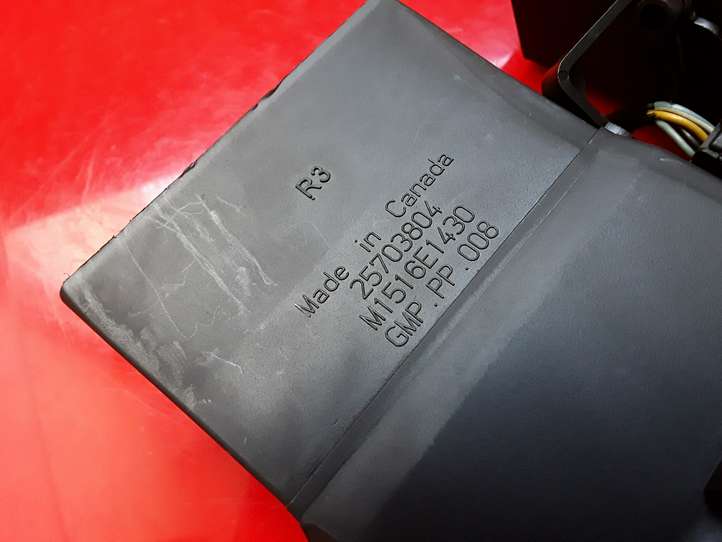 R3
Made in Canada
25703804
M1516E1430
GMP.PP.008